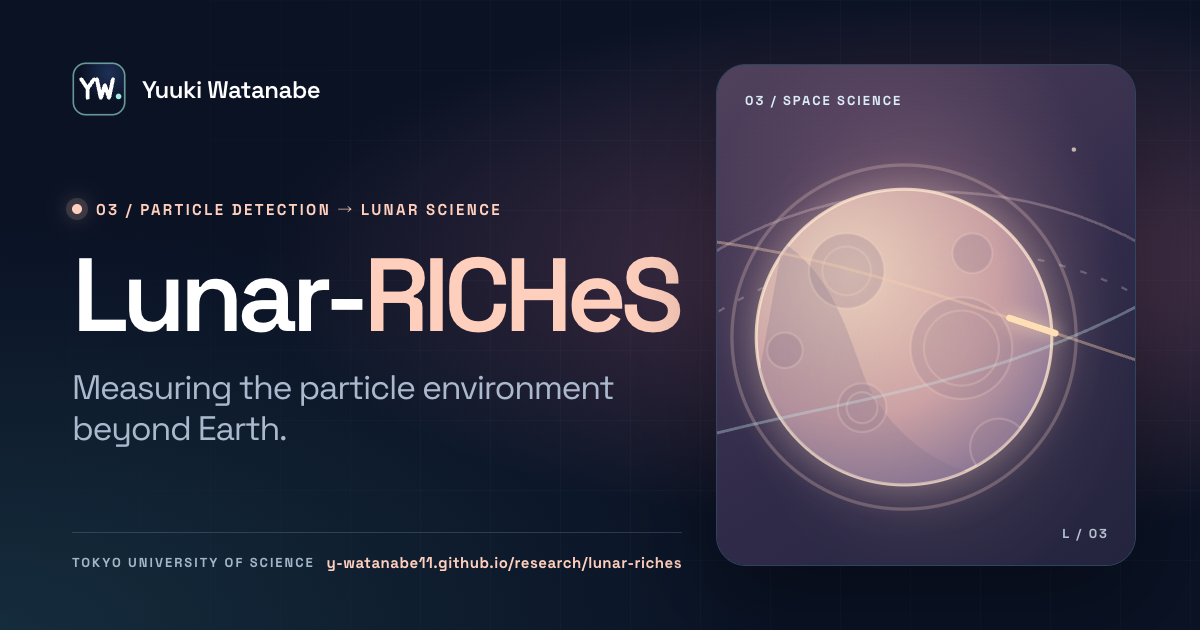 YW.
Yuuki Watanabe
03 / PARTICLE DETECTION → LUNAR SCIENCE
Lunar-RICHeS
Measuring the particle environment
beyond Earth.
TOKYO UNIVERSITY OF SCIENCE
y-watanabe11.github.io/research/lunar-riches
03 / SPACE SCIENCE
L / 03